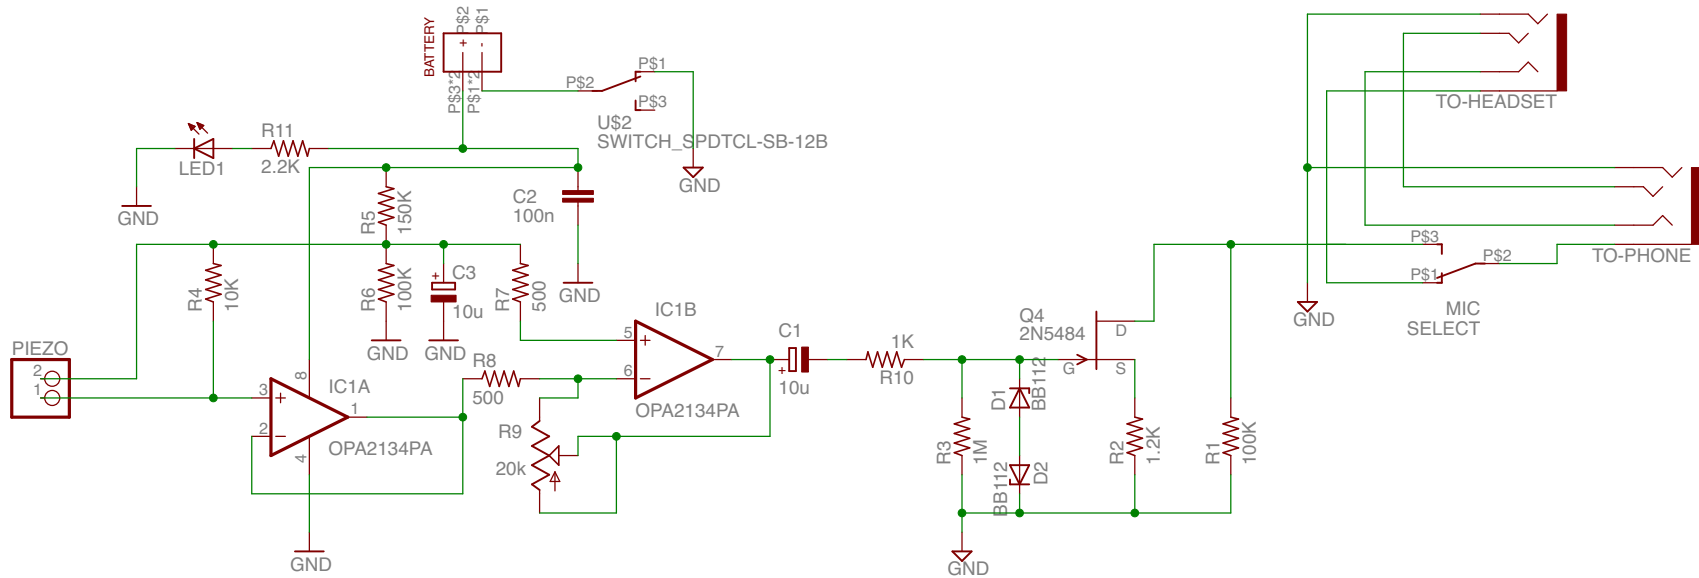 P$2
P$1
BATTERY
+
-
P$3*2
P$1*2
P$2
P$1
P$3
U$2
SWITCH_SPDTCL-SB-12B
GND
LED1
R11
2.2K
GND
R5
150K
C2
100n
GND
R4
10K
R6
100K
GND
+
C3
10u
GND
R7
500
PIEZO
2
1
3
2
+
-
8
4
1
IC1A
OPA2134PA
GND
R8
500
R9
20k
5
6
+
-
7
IC1B
OPA2134PA
C1
+
10u
1K
R10
R3
1M
D1
BB112
BB112
D2
GND
Q4
2N5484
D
G
S
R2
1.2K
R1
100K
TO-HEADSET
TO-PHONE
GND
P$3
P$1
P$2
MIC
SELECT